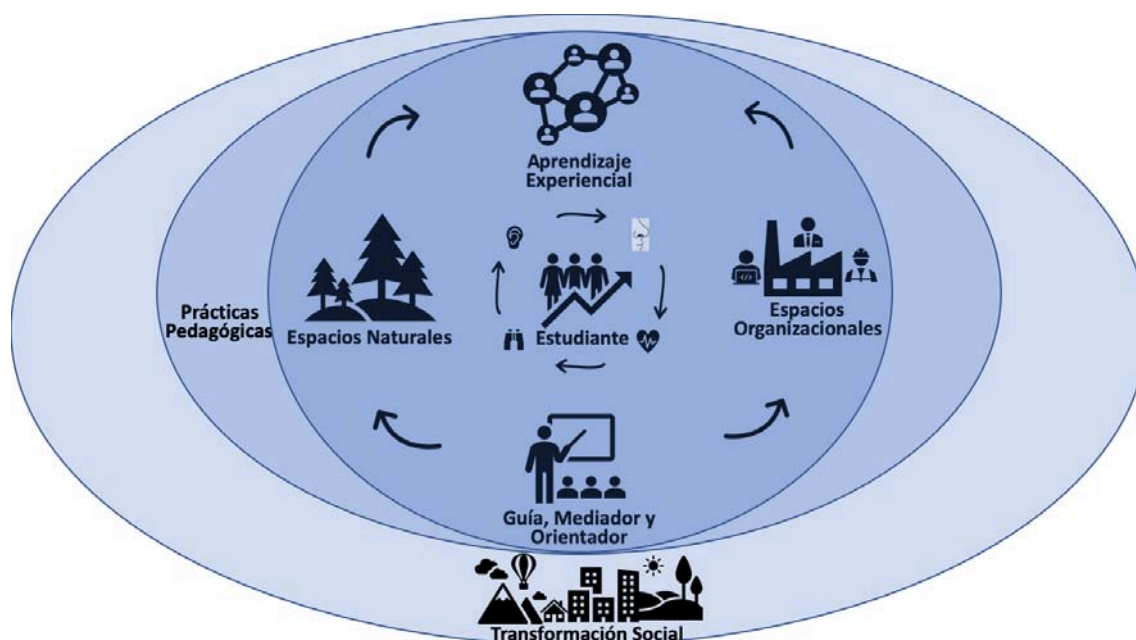 Aprendizaje
Experiencial
Prácticas
Pedagógicas
Espacios Naturales
Estudiante
Espacios
Organizacionales
Guía, Mediador y
Orientador
Transformación Social